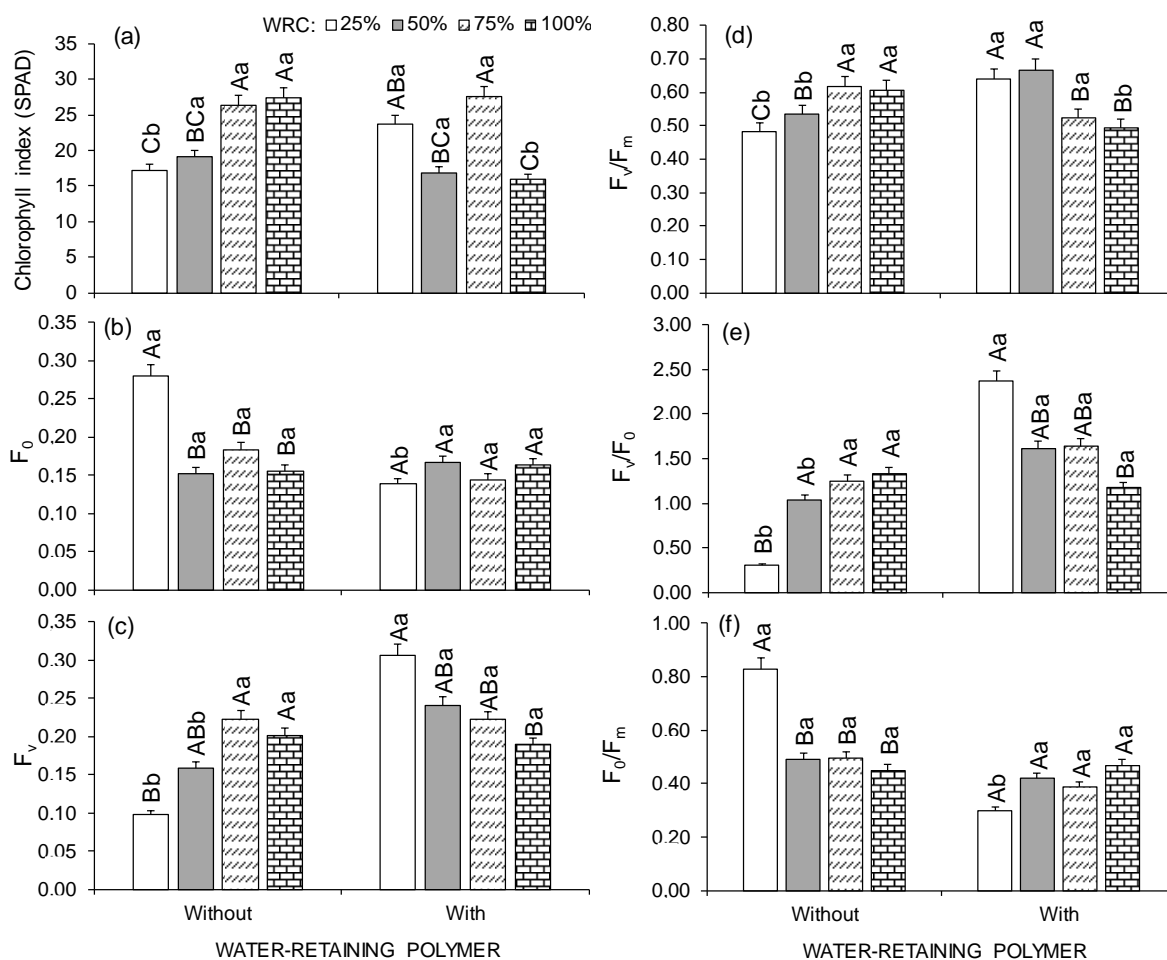 WRC: 25% 50% 75% 100%
(a)
Chlorophyll index (SPAD)
35
30
25
20
15
10
5
0
Cb BCa Aa Aa ABa BCa Aa Cb
(b)
F0
0.35
0.30
0.25
0.20
0.15
0.10
0.05
0.00
Aa Ba Ba Ba Ab Aa Aa Aa
(c)
Fv
0.35
0.30
0.25
0.20
0.15
0.10
0.05
0.00
Bb ABb Aa Aa Aa ABa ABa Ba
Without With
WATER-RETAINING POLYMER
(d)
Fv/Fm
0.80
0.70
0.60
0.50
0.40
0.30
0.20
0.10
0.00
Cb Bb Aa Aa Aa Aa Ba Bb
(e)
Fv/F0
3.00
2.50
2.00
1.50
1.00
0.50
0.00
Bb Ab Aa Aa Aa ABa ABa Ba
(f)
F0/Fm
1.00
0.80
0.60
0.40
0.20
0.00
Aa Ba Ba Ba Ab Aa Aa Aa
Without With
WATER-RETAINING POLYMER